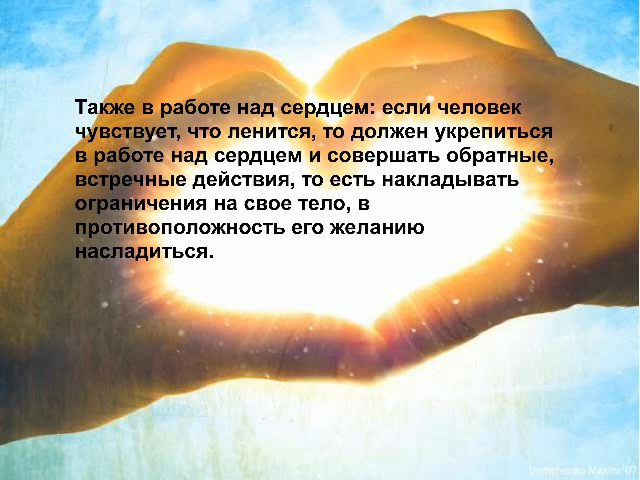 Также в работе над сердцем: если человек
чувствует, что ленится, то должен укрепиться
в работе над сердцем и совершать обратные,
встречные действия, то есть накладывать
ограничения на свое тело, в
противоположность его желанию
насладиться.